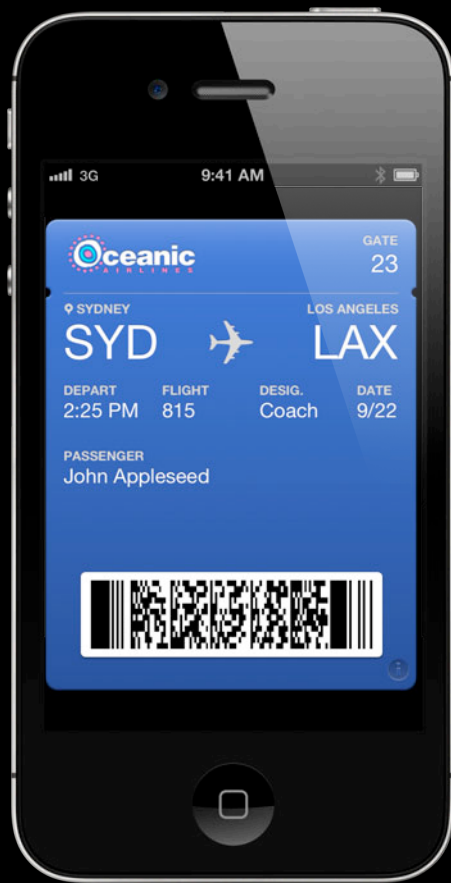 3G 9:41 AM
Oceanic GATE
AIRLINES 23
SYDNEY LOS ANGELES
SYD LAX
DEPART FLIGHT DESIG. DATE
2:25 PM 815 Coach 9/22
PASSENGER
John Appleseed